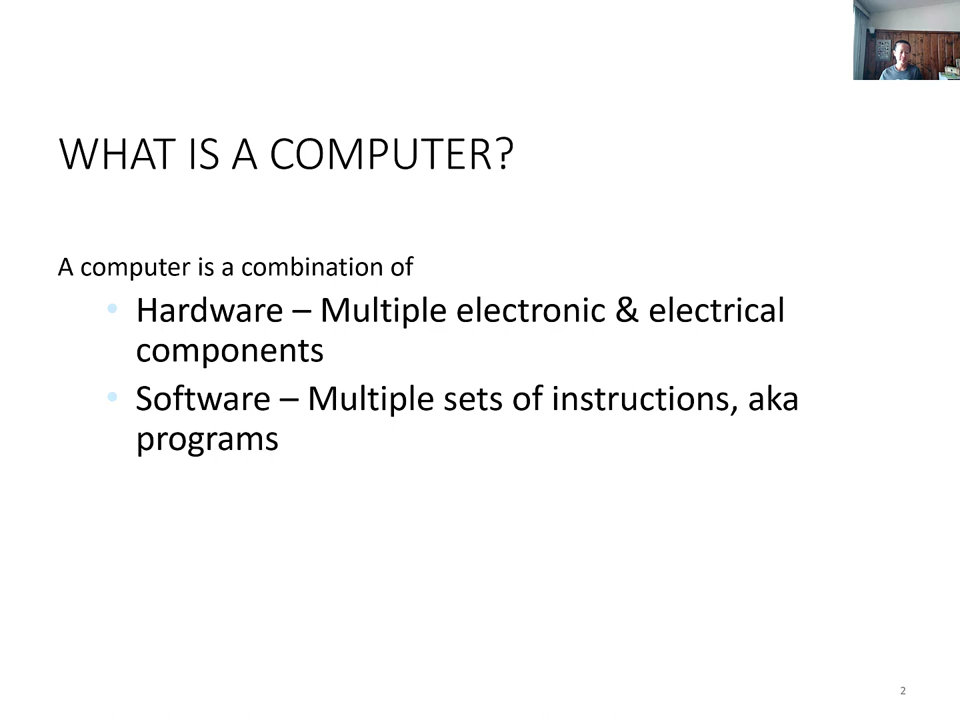 WHAT IS A COMPUTER?
A computer is a combination of
• Hardware – Multiple electronic & electrical
components
• Software – Multiple sets of instructions, aka
programs
2